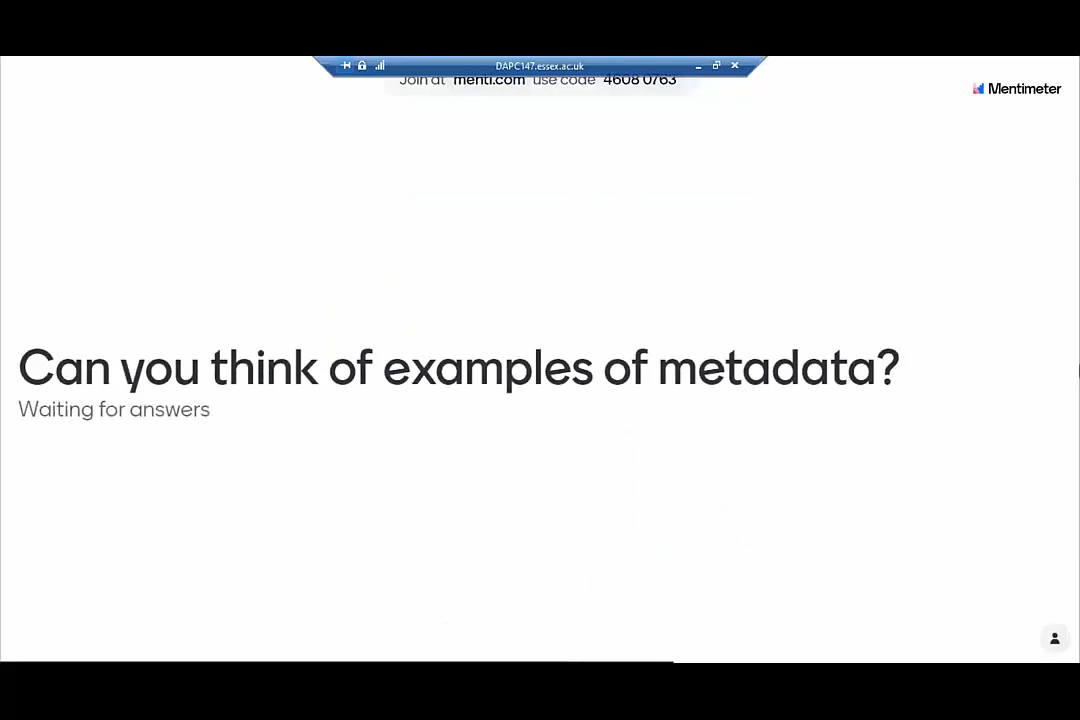 DAPC147.essex.ac.uk
Join at menti.com use code 4608 0763
Mentimeter
Can you think of examples of metadata?
Waiting for answers